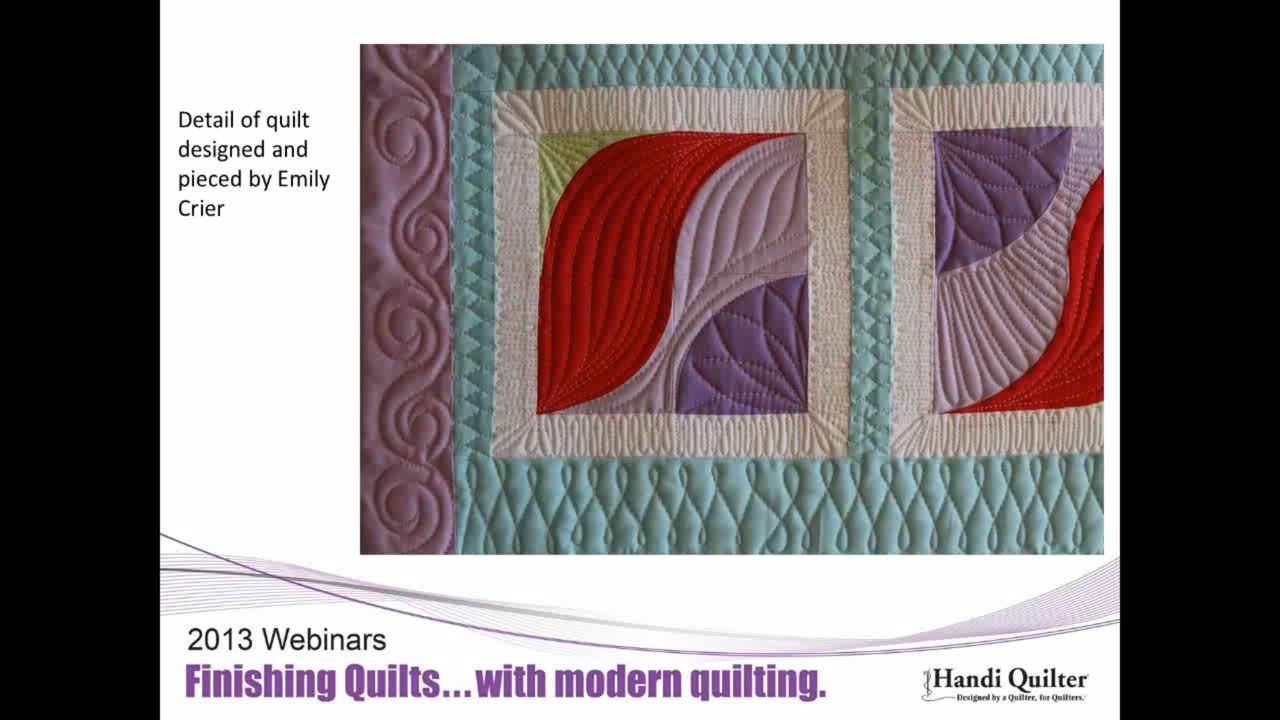 Detail of quilt
designed and
pieced by Emily
Crier
2013 Webinars
Finishing Quilts...with modern quilting.
Handi Quilter
Designed by a Quilter, for Quilters.